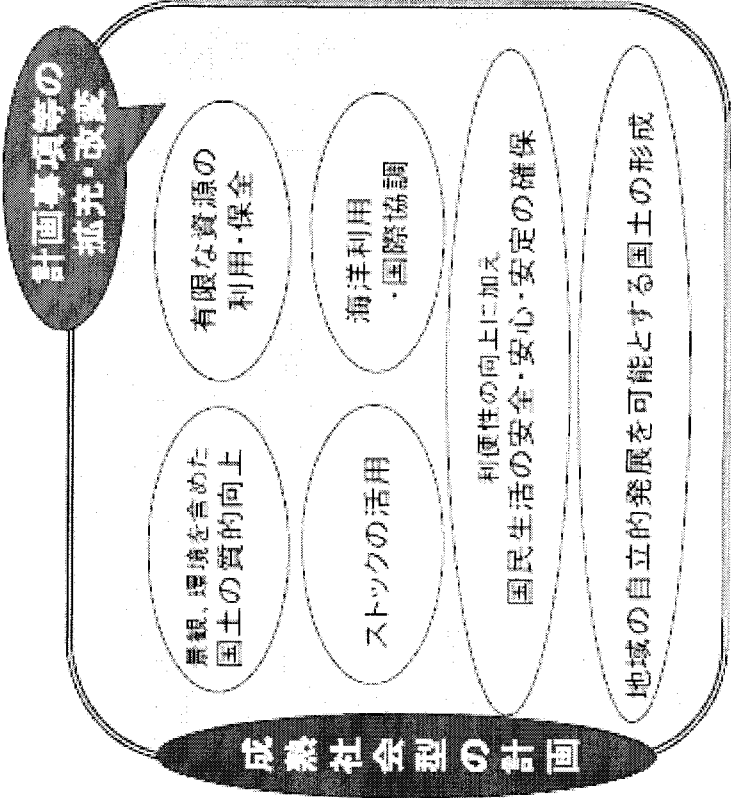 計画事項等の
拡充・改変
成熟社会型の計画
景観、環境を含めた
国土の質的向上
有限な資源の
利用・保全
ストックの活用
海洋利用
・国際協調
利便性の向上に加え
国民生活の安全・安心・安定の確保
地域の自立的発展を可能とする国土の形成